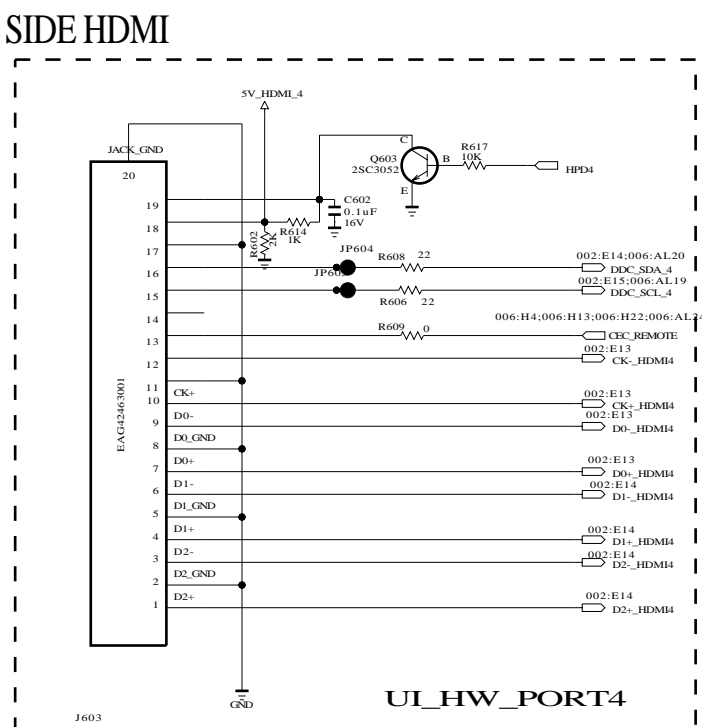 SIDE HDMI
5V_HDMI_4
JACK_GND
20
C
Q603
2SC3052
B
E
R617
10K
HPD4
19
C602
0.1uF
16V
18
R614
1K
R602
2K
17
JP604
R608
22
002:E14;006:AL20
16
DDC_SDA_4
002:E15;006:AL19
15
DDC_SCL_4
R606
22
14
006:H4;006:H13;006:H22;006:AL24
R609
0
13
CEC_REMOTE
002:E13
12
CK-_HDMI4
11
CK+
002:E13
10
CK+_HDMI4
002:E13
D0-
9
D0-_HDMI4
D0_GND
8
D0+
002:E13
7
D0+_HDMI4
D1-
002:E14
6
D1-_HDMI4
D1_GND
5
D1+
002:E14
4
D1+_HDMI4
D2-
002:E14
3
D2-_HDMI4
D2_GND
2
D2+
002:E14
1
D2+_HDMI4
EAG42463001
GND
UI_HW_PORT4
J603